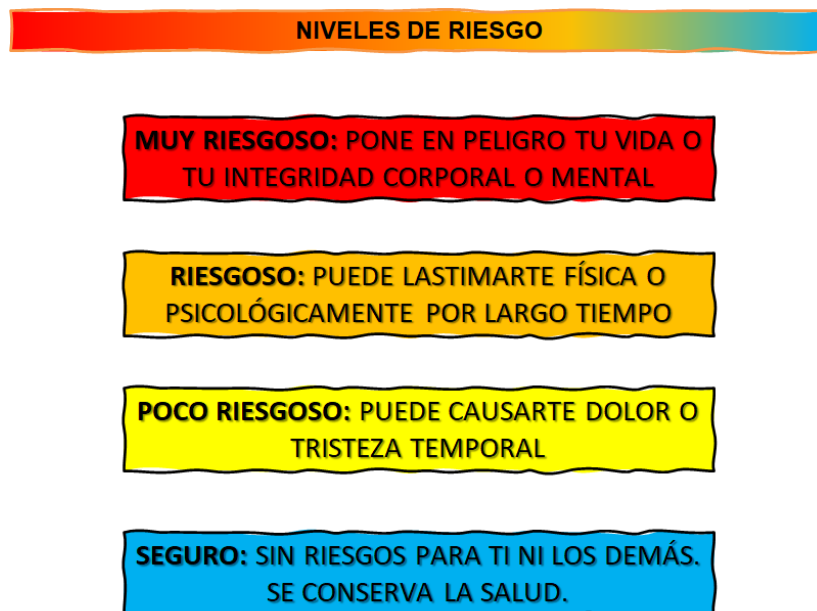 NIVELES DE RIESGO
MUY RIESGOSO: PONE EN PELIGRO TU VIDA O
TU INTEGRIDAD CORPORAL O MENTAL
RIESGOSO: PUEDE LASTIMARTE FÍSICA O
PSICOLÓGICAMENTE POR LARGO TIEMPO
POCO RIESGOSO: PUEDE CAUSARTE DOLOR O
TRISTEZA TEMPORAL
SEGURO: SIN RIESGOS PARA TI NI LOS DEMÁS.
SE CONSERVA LA SALUD.